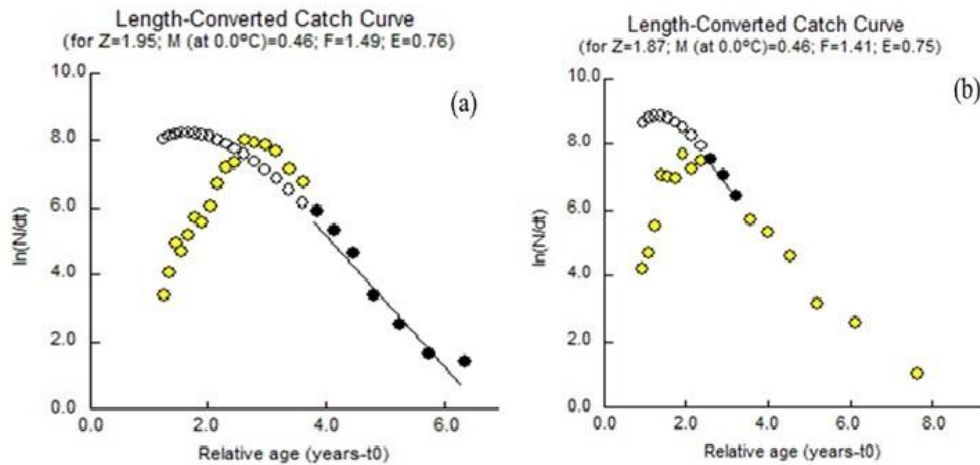 Length-Converted Catch Curve
(for Z=1.95; M (at 0.0ºC)=0.46; F=1.49; E=0.76)
(a)
10.0
8.0
6.0
4.0
2.0
0.0
ln(N/dt)
0.0 2.0 4.0 6.0
Relative age (years-t0)
Length-Converted Catch Curve
(for Z=1.87; M (at 0.0ºC)=0.46; F=1.41; E=0.75)
(b)
10.0
8.0
6.0
4.0
2.0
0.0
ln(N/dt)
0.0 2.0 4.0 6.0 8.0
Relative age (years-t0)